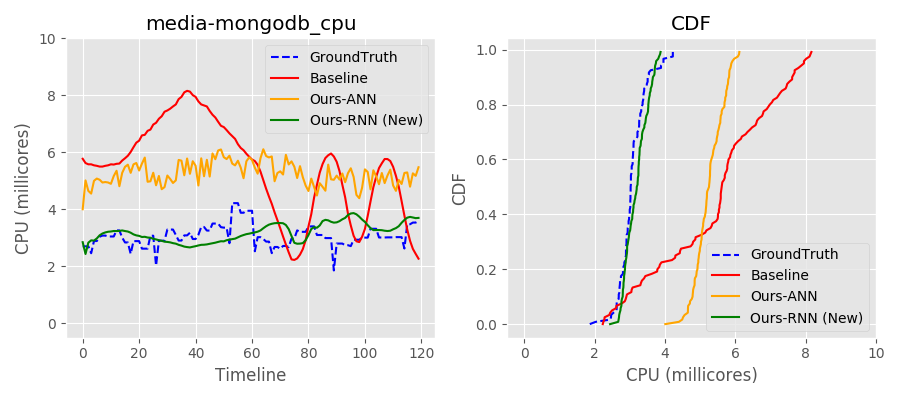 media-mongodb_cpu
CPU (millicores)
10
8
6
4
2
0
GroundTruth
Baseline
Ours-ANN
Ours-RNN (New)
0 20 40 60 80 100 120
Timeline
CDF
CDF
1.0
0.8
0.6
0.4
0.2
0.0
GroundTruth
Baseline
Ours-ANN
Ours-RNN (New)
0 2 4 6 8 10
CPU (millicores)